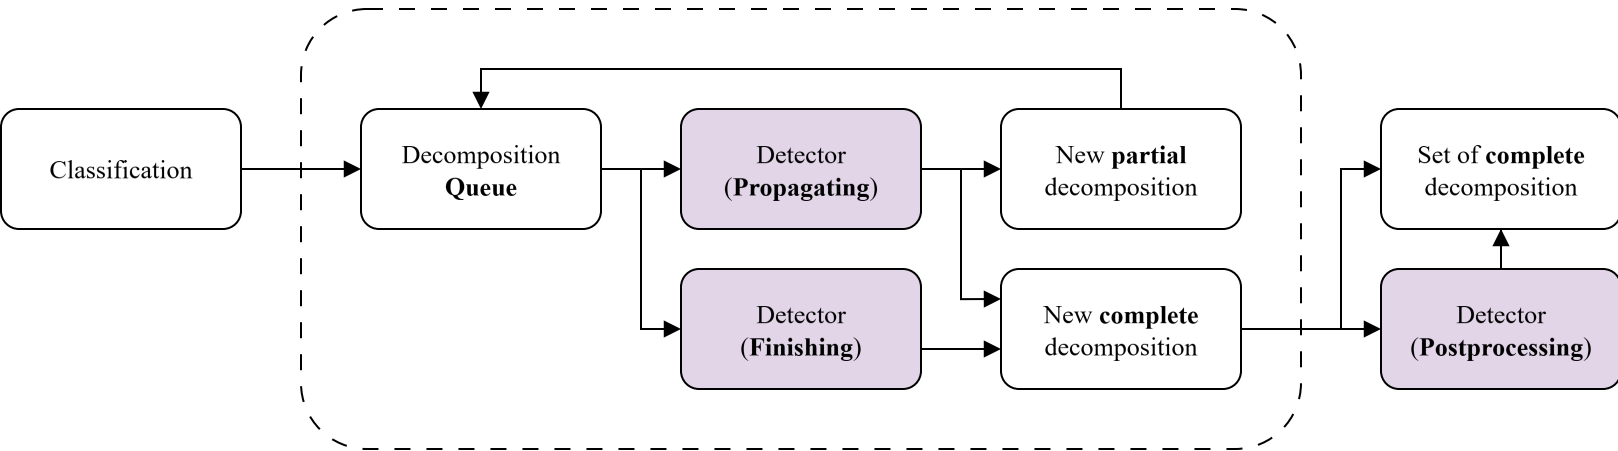 Classification
Decomposition
Queue
Detector
(Propagating)
New partial
decomposition
Set of complete
decomposition
Detector
(Finishing)
New complete
decomposition
Detector
(Postprocessing)